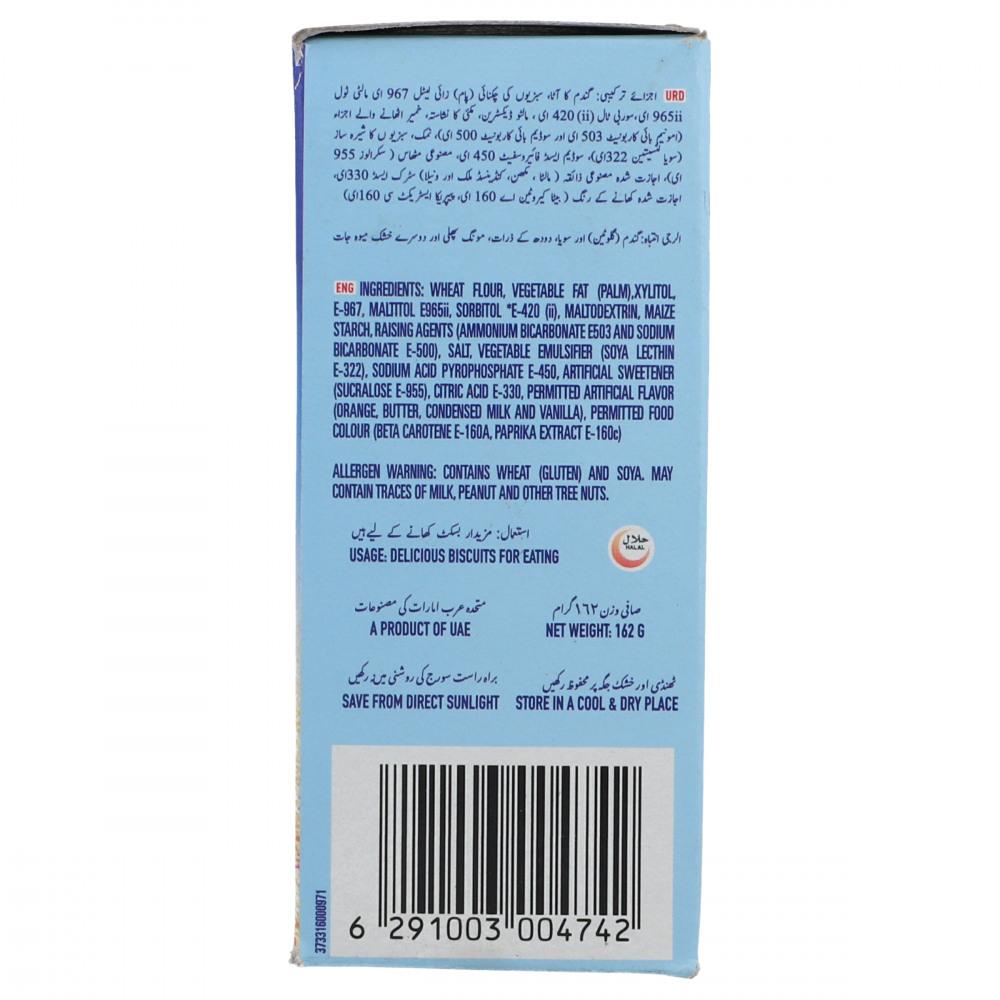 URD اجزائے ترکیبی: گندم کا آٹا، سبزیوں کی چکنائی (پام) زائی لیٹل 967 ای مالٹی ٹول
965ii ای، سوربی ٹال (ii) 420 ای ، مالٹو ڈیکسٹرین، مکئی کا نشاستہ، خمیر اٹھانے والے اجزاء
(امونیم بائی کاربونیٹ 503 ای اور سوڈیم بائی کاربونیٹ 500 ای)، نمک، سبزیوں کا شیرہ ساز
(سویا لیسیتھین 322ای)، سوڈیم ایسڈ فائیروسفیٹ 450 ای، مصنوعی مٹھاس ( سکرالوز 955
ای)، اجازت شدہ مصنوعی ذائقہ ( مالٹا ، مکھن، کنڈینسڈ ملک اور ونیلا) سٹرک ایسڈ 330ای،
اجازت شدہ کھانے کے رنگ ( بیٹا کیروٹین اے 160 ای، پیپریکا ایسٹریکٹ سی 160ای)
الرجی انتباہ: گندم (گلوٹین) اور سویا، دودھ کے ذرات، مونگ پھلی اور دوسرے خشک میوہ جات
ENG INGREDIENTS: WHEAT FLOUR, VEGETABLE FAT (PALM),XYLITOL,
E-967, MALTITOL E965ii, SORBITOL *E-420 (ii), MALTODEXTRIN, MAIZE
STARCH, RAISING AGENTS (AMMONIUM BICARBONATE E503 AND SODIUM
BICARBONATE E-500), SALT, VEGETABLE EMULSIFIER (SOYA LECTHIN
E-322), SODIUM ACID PYROPHOSPHATE E-450, ARTIFICIAL SWEETENER
(SUCRALOSE E-955), CITRIC ACID E-330, PERMITTED ARTIFICIAL FLAVOR
(ORANGE, BUTTER, CONDENSED MILK AND VANILLA), PERMITTED FOOD
COLOUR (BETA CAROTENE E-160A, PAPRIKA EXTRACT E-160c)
ALLERGEN WARNING: CONTAINS WHEAT (GLUTEN) AND SOYA. MAY
CONTAIN TRACES OF MILK, PEANUT AND OTHER TREE NUTS.
استعمال: مزیدار بسکٹ کھانے کے لیے ہیں
USAGE: DELICIOUS BISCUITS FOR EATING
حلال
HALAL
متحدہ عرب امارات کی مصنوعات
A PRODUCT OF UAE
صافی وزن ۱۶۲ گرام
NET WEIGHT: 162 G
براہ راست سورج کی روشنی میں نہ رکھیں
SAVE FROM DIRECT SUNLIGHT
ٹھنڈی اور خشک جگہ پر محفوظ رکھیں
STORE IN A COOL & DRY PLACE
6 291003 004742
373316000971